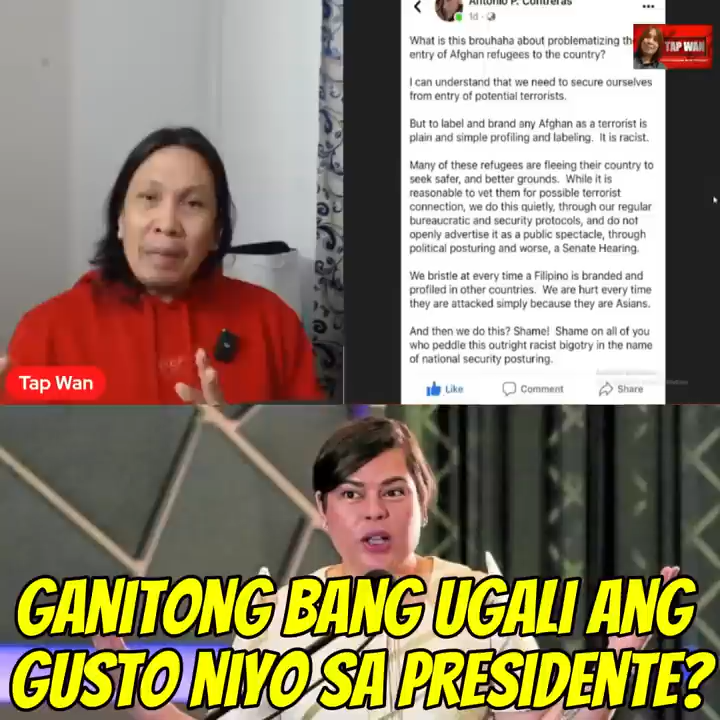 Antonio P. Contreras
1d
TAP WAN
What is this brouhaha about problematizing the
entry of Afghan refugees to the country?
I can understand that we need to secure ourselves
from entry of potential terrorists.
But to label and brand any Afghan as a terrorist is
plain and simple profiling and labeling. It is racist.
Many of these refugees are fleeing their country to
seek safer, and better grounds. While it is
reasonable to vet them for possible terrorist
connection, we do this quietly, through our regular
bureaucratic and security protocols, and do not
openly advertise it as a public spectacle, through
political posturing and worse, a Senate Hearing.
We bristle at every time a Filipino is branded and
profiled in other countries. We are hurt every time
they are attacked simply because they are Asians.
And then we do this? Shame! Shame on all of you
who peddle this outright racist bigotry in the name
of national security posturing.
Like Comment Share
Tap Wan
GANITONG BANG UGALI ANG
GUSTO NIYO SA PRESIDENTE?